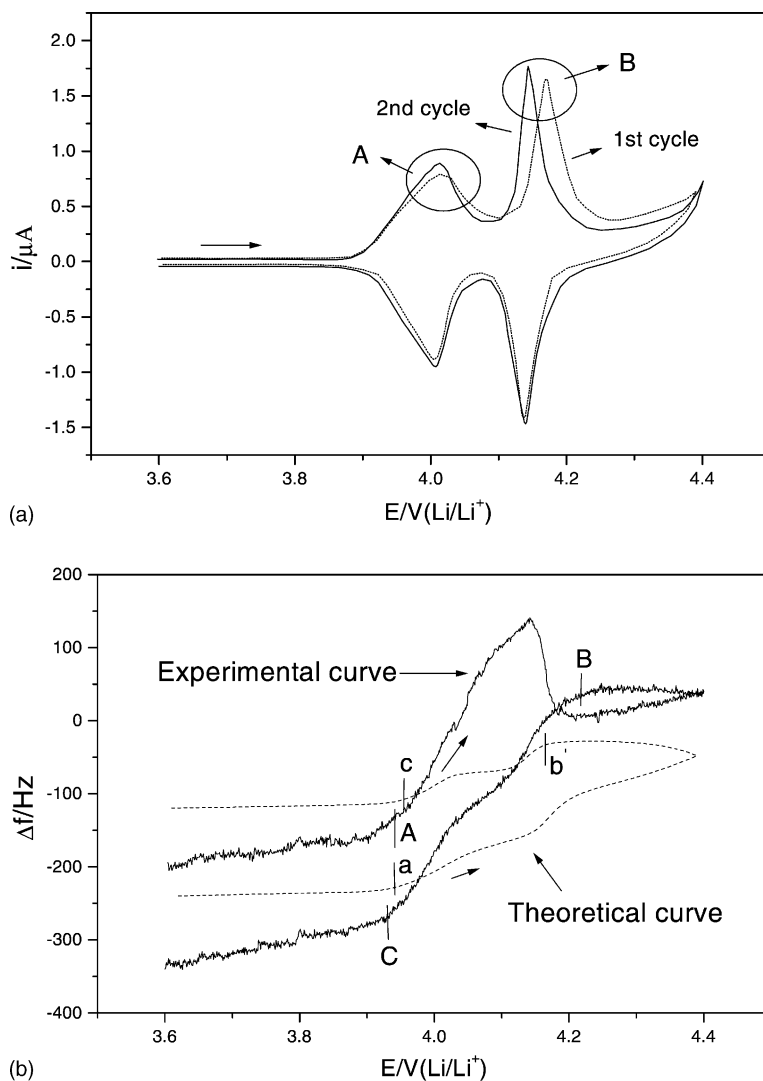 2.0
B
1.5
2nd cycle
1st cycle
1.0
A
0.5
i/μA
0.0
-0.5
-1.0
-1.5
3.6 3.8 4.0 4.2 4.4
(a)
E/V(Li/Li⁺)
200
100
Experimental curve
B
0
c
b'
Δf/Hz
-100
A
a
-200
Theoretical curve
-300
C
-400
3.6 3.8 4.0 4.2 4.4
(b)
E/V(Li/Li⁺)